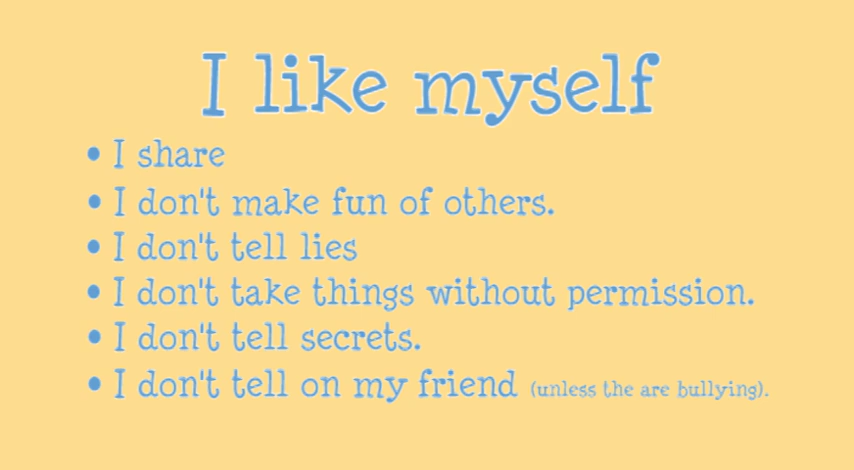 I like myself
• I share
• I don't make fun of others.
• I don't tell lies
• I don't take things without permission.
• I don't tell secrets.
• I don't tell on my friend (unless the are bullying).